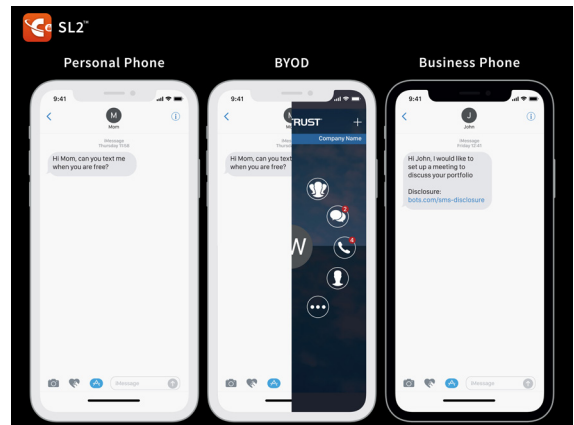 SL2™
Personal Phone
BYOD
Business Phone
9:41
M
Mom
iMessage
Thursday 11:08
Hi Mom, can you text me
when you are free?
iMessage
9:41
TRUST
Company Name
Hi Mom, can you text
when you are free?
2
4
W
9:41
J
John
iMessage
Friday 12:41
Hi John, I would like to
set up a meeting to
discuss your portfolio
Disclosure:
bots.com/sms-disclosure
iMessage